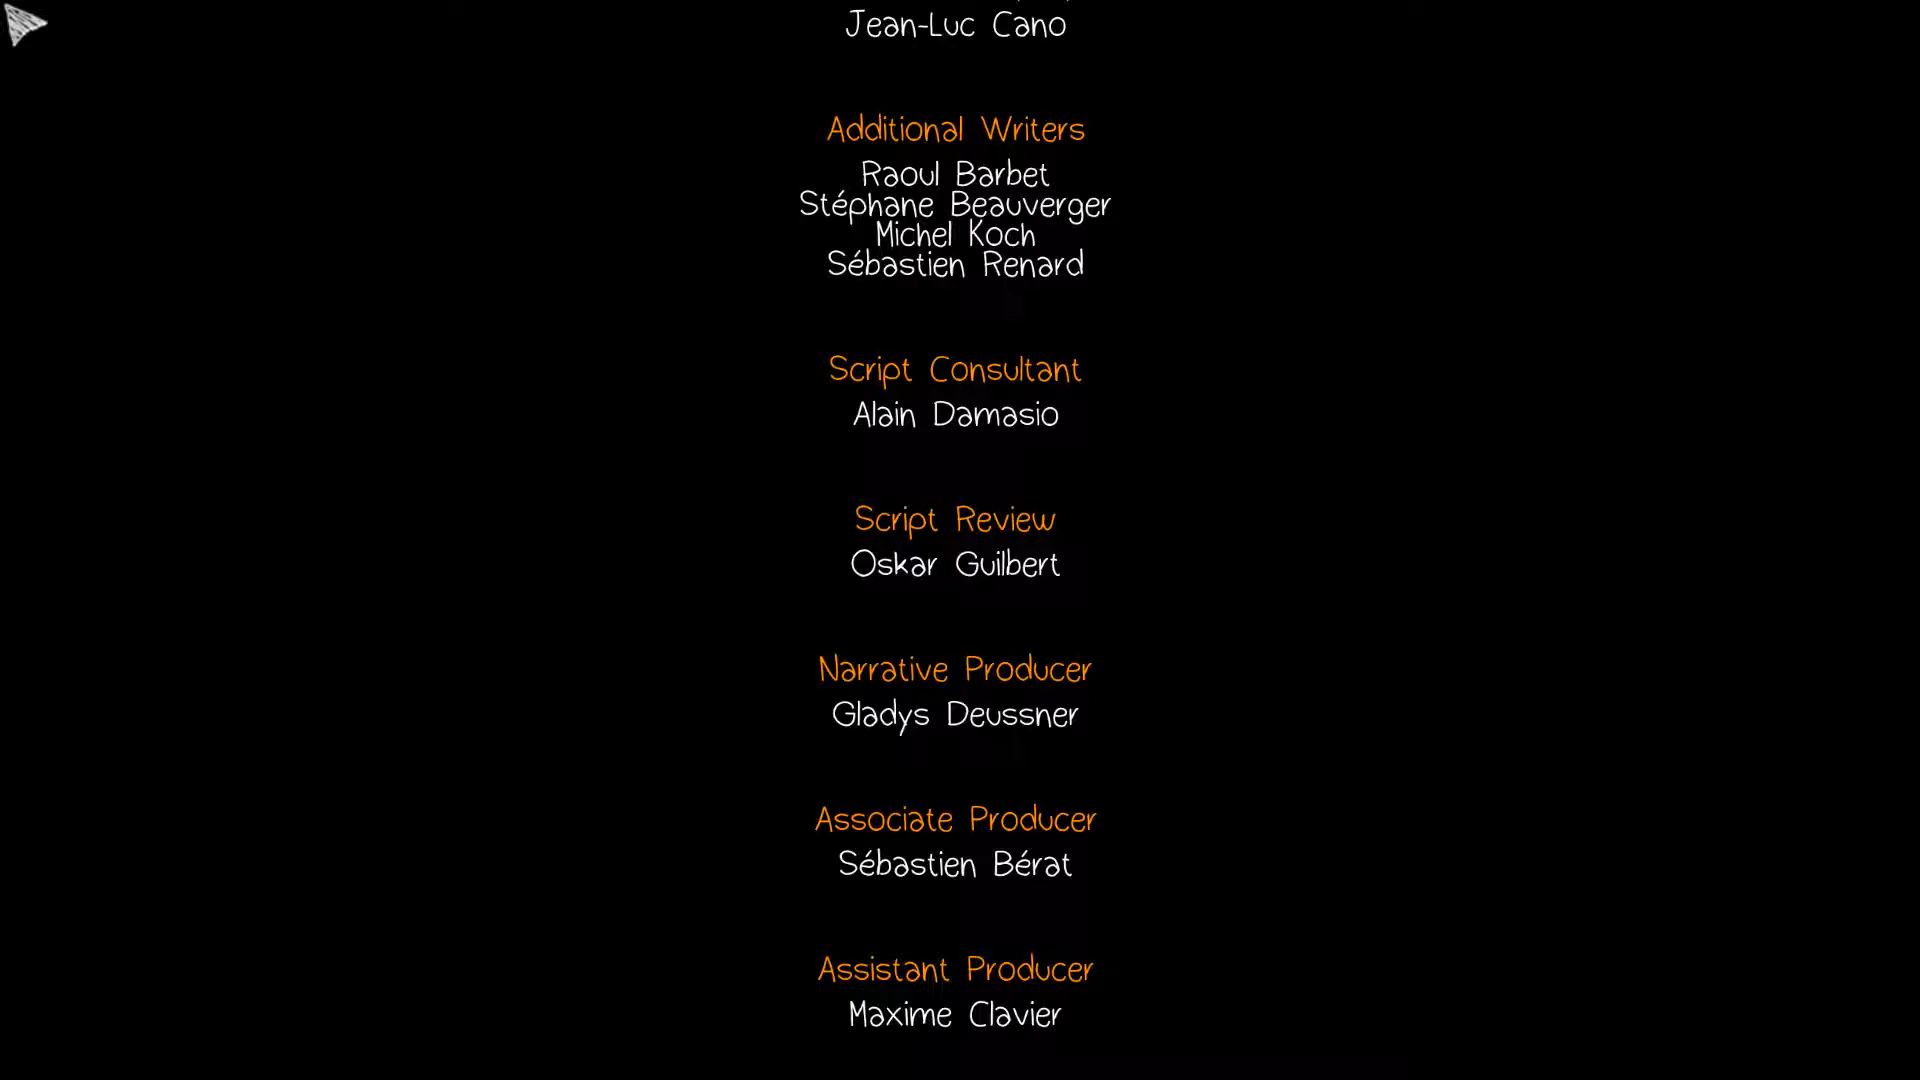 Jean-Luc Cano
Additional Writers
Raoul Barbet
Stéphane Beauverger
Michel Koch
Sébastien Renard
Script Consultant
Alain Damasio
Script Review
Oskar Guilbert
Narrative Producer
Gladys Deussner
Associate Producer
Sébastien Bérat
Assistant Producer
Maxime Clavier